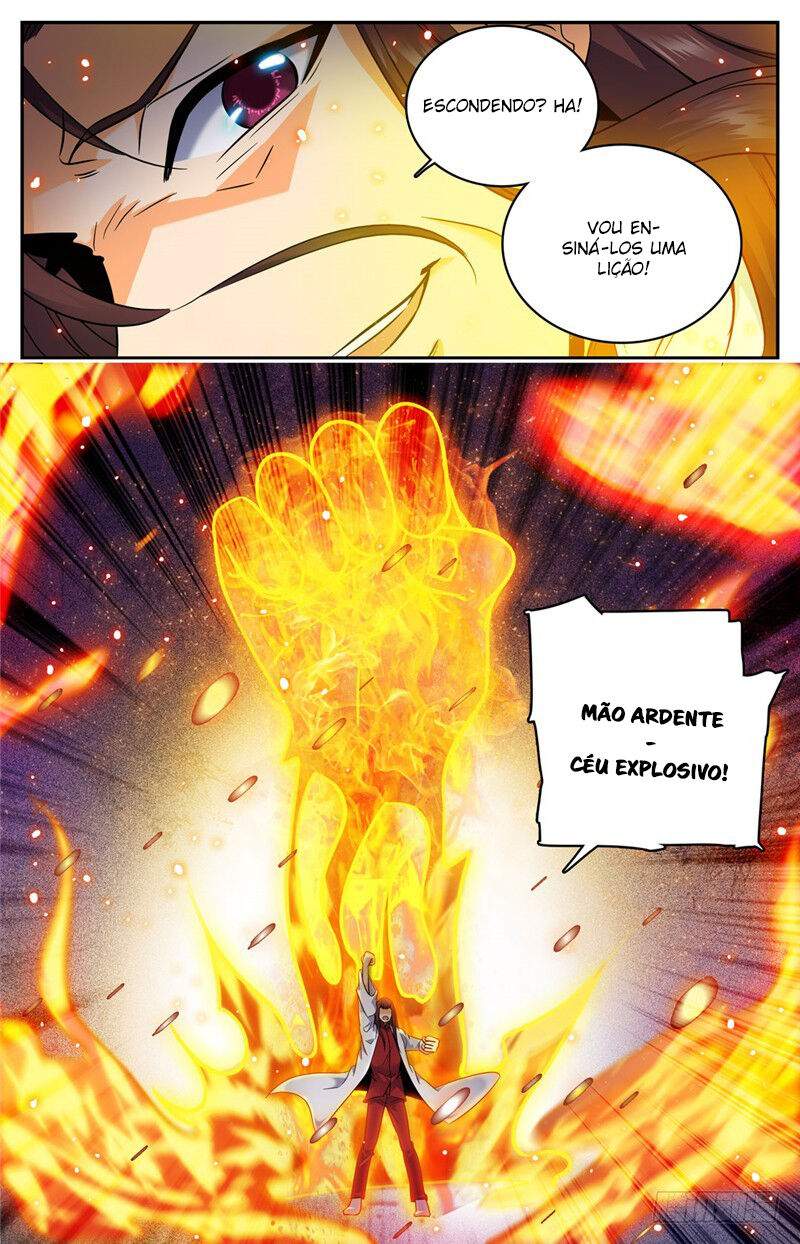 ESCONDENDO? HA!
VOU EN-
SINÁ-LOS UMA
LIÇÃO!
MÃO ARDENTE
-
CÉU EXPLOSIVO!